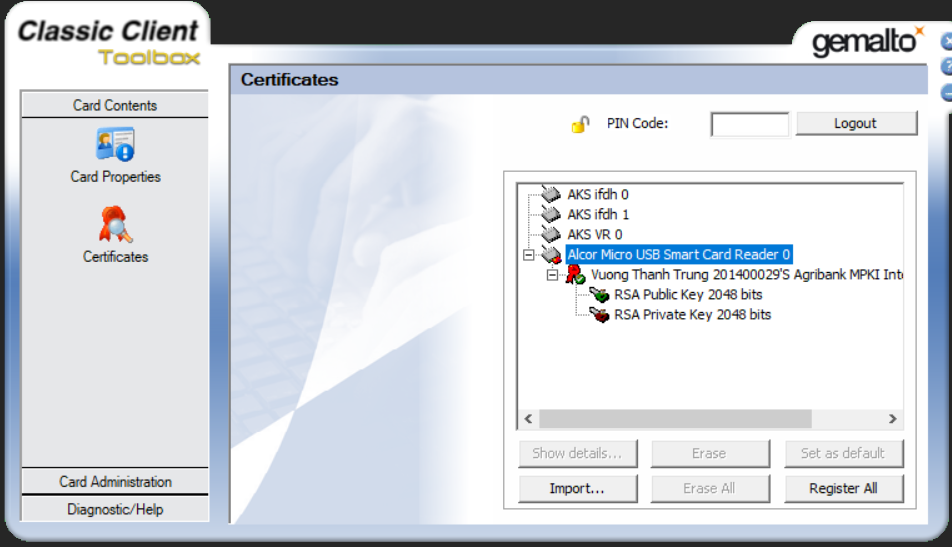 Classic Client
Toolbox
gemalto
Certificates
Card Contents
Card Properties
Certificates
Card Administration
Diagnostic/Help
PIN Code:
Logout
AKS ifdh 0
AKS ifdh 1
AKS VR 0
Alcor Micro USB Smart Card Reader 0
Vuong Thanh Trung 201400029'S Agribank MPKI Int
RSA Public Key 2048 bits
RSA Private Key 2048 bits
Show details... Erase Set as default
Import... Erase All Register All